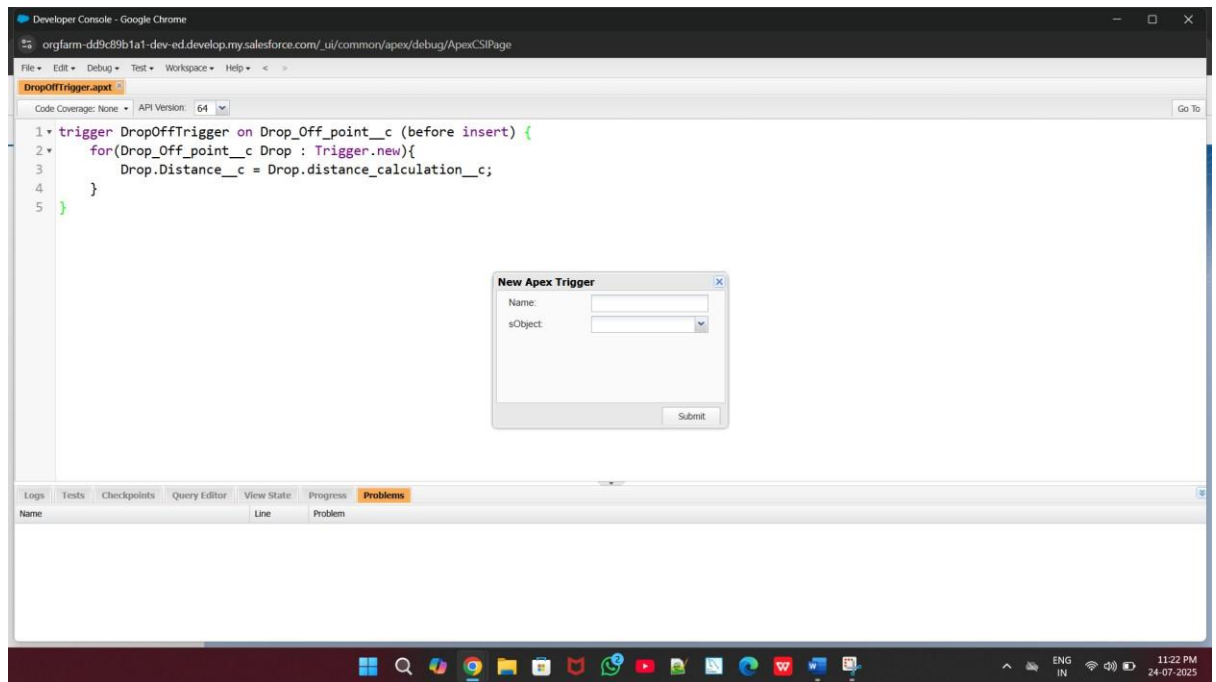 Developer Console - Google Chrome
orgfarm-dd9c89b1a1-dev-ed.develop.my.salesforce.com/_ui/common/apex/debug/ApexCSIPage
File Edit Debug Test Workspace Help < >
DropOffTrigger.apxt
Code Coverage: None API Version: 64 Go To
1 trigger DropOffTrigger on Drop_Off_point__c (before insert) {
2 for(Drop_Off_point__c Drop : Trigger.new){
3 Drop.Distance__c = Drop.distance_calculation__c;
4 }
5 }
New Apex Trigger
Name:
sObject:
Submit
Logs Tests Checkpoints Query Editor View State Progress Problems
Name Line Problem
2
W
W
ENG 11:22 PM
IN 24-07-2025